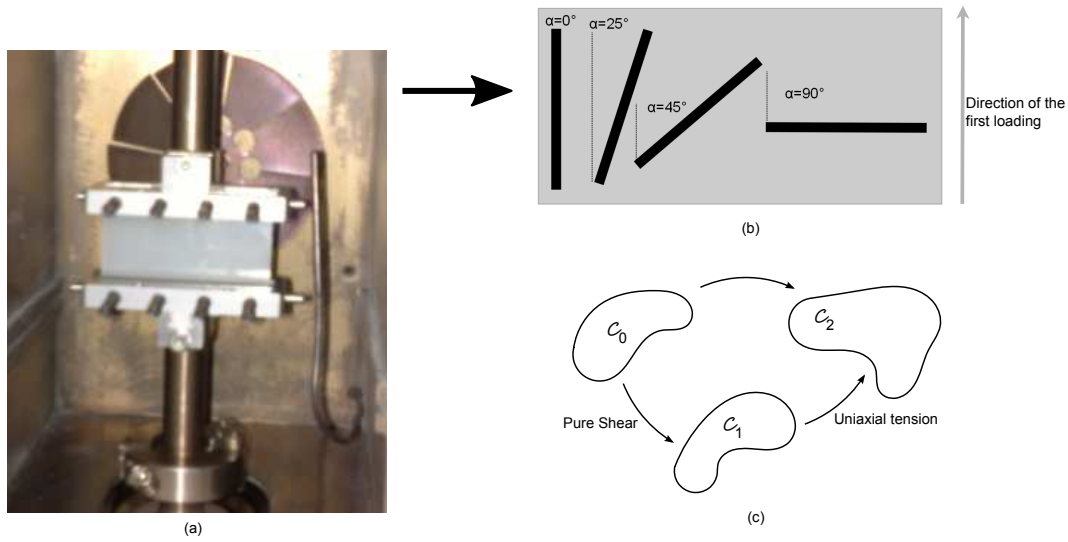 α=0°
α=25°
α=45°
α=90°
Direction of the
first loading
(b)
C0
C2
Pure Shear
C1
Uniaxial tension
(a)
(c)